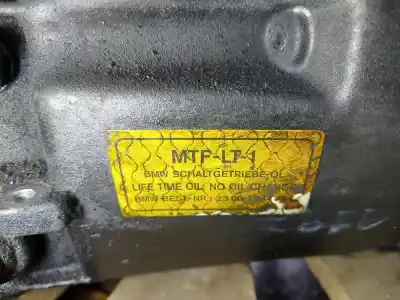 MTF-LT-1
BMW SCHALTGETRIEBE-ÖL
LIFE TIME OIL/ NO OIL CHANGE
BMW BEST.-NR.: 23 00